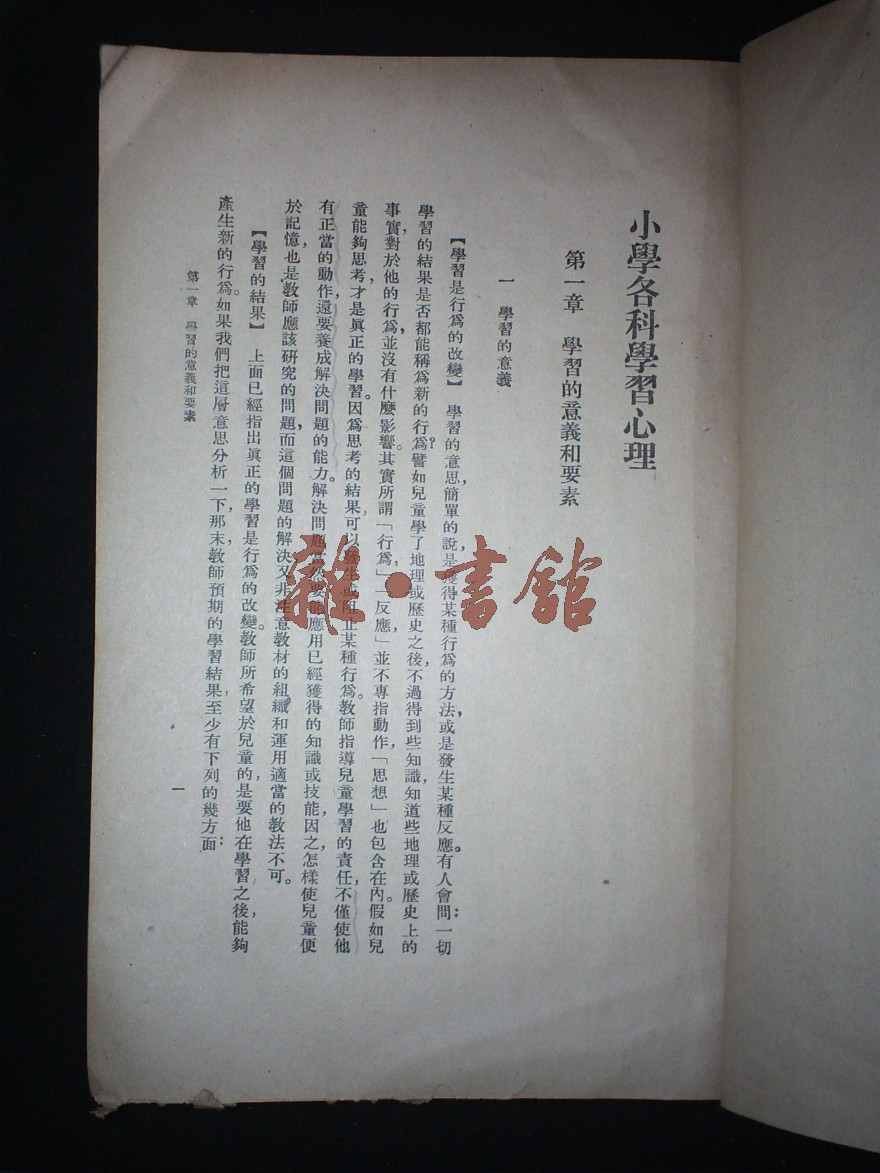 小學各科學習心理
第一章　學習的意義和要素
一　學習的意義
【學習是行爲的改變】　學習的意思，簡單的說，是獲得某種行爲的方法，或是發生某種反應。有人會問：一切
學習的結果是否都能稱爲新的行爲？譬如兒童學了地理或歷史之後，不過得到些知識，知道些地理或歷史上的
事實，對於他的行爲，並沒有什麼影響。其實所謂「行爲，」「反應」並不專指動作，「思想」也包含在內。假如兒
童能夠思考，才是眞正的學習。因爲思考的結果，可以發生或阻止某種行爲。教師指導兒童學習的責任，不僅使他
有正當的動作，還要養成解決問題的能力。解決問題當然要能應用已經獲得的知識或技能，因之，怎樣使兒童便
於記憶，也是教師應該研究的問題，而這個問題的解決又非注意教材的組織和運用適當的教法不可。
【學習的結果】　上面已經指出眞正的學習是行爲的改變。教師所希望於兒童的是要他在學習之後，能夠
產生新的行爲。如果我們把這層意思分析一下，那末，教師預期的學習結果，至少有下列的幾方面：
第一章　學習的意義和要素
一
雜·書館